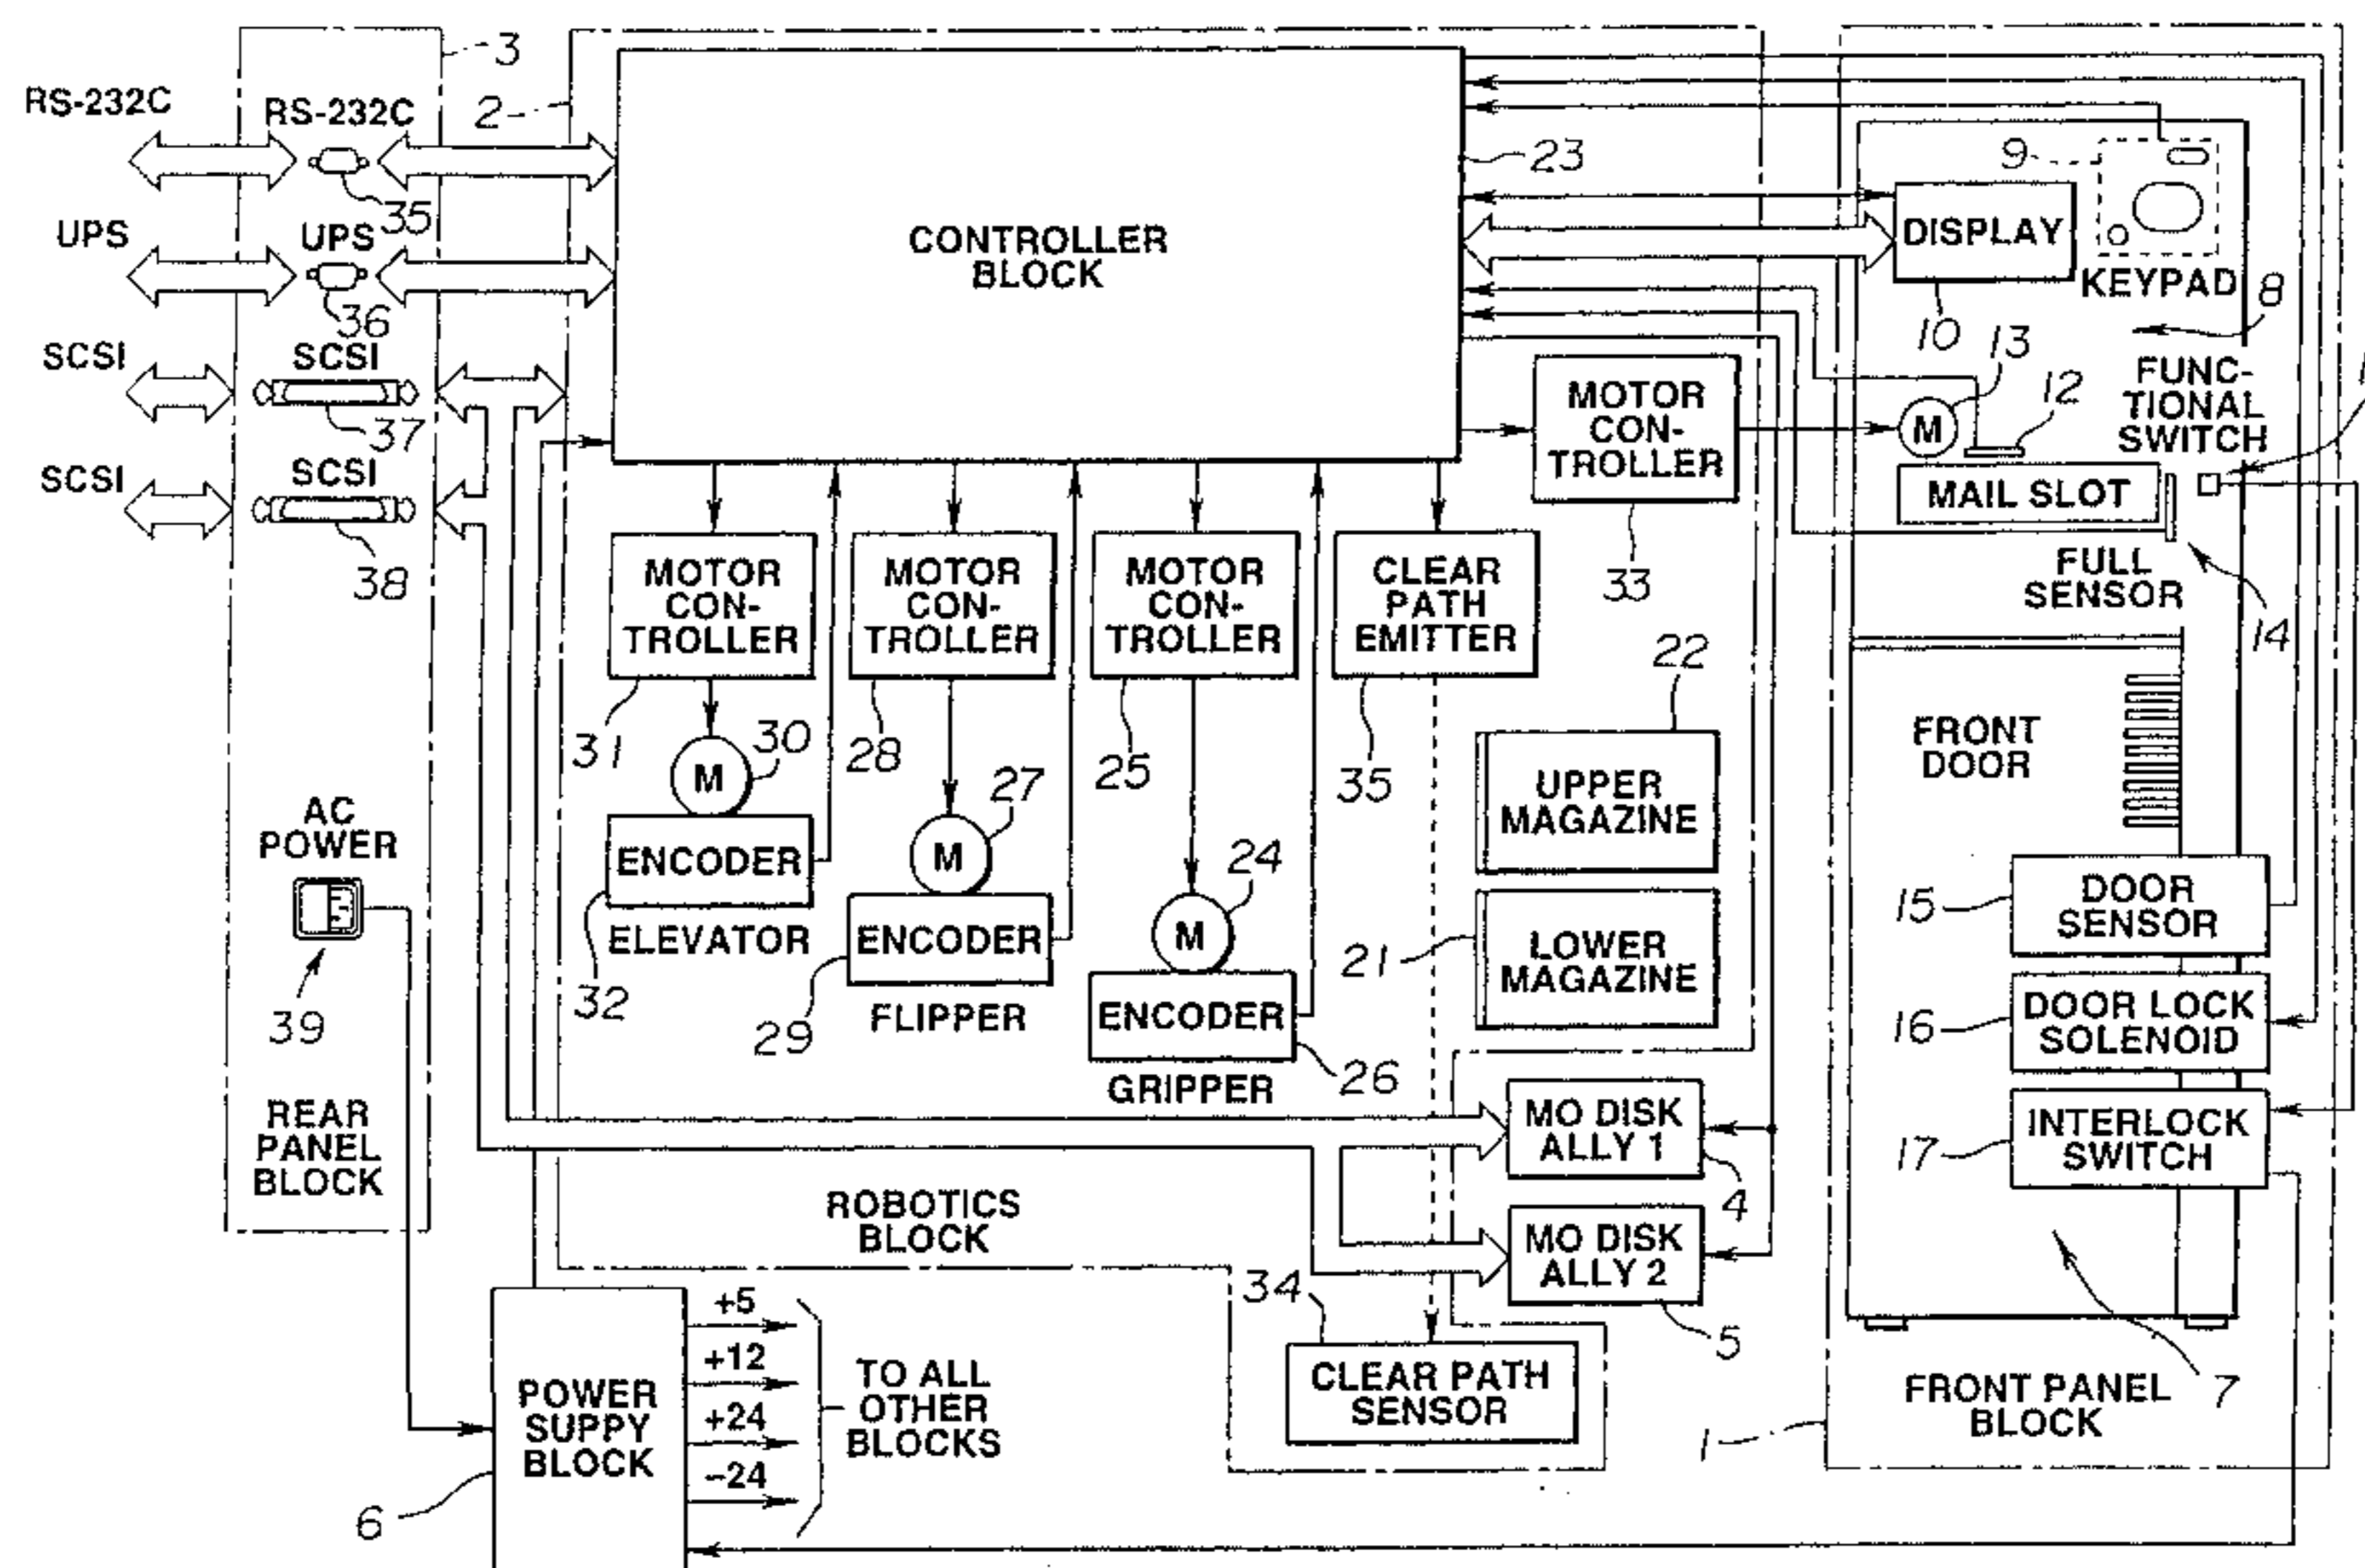 3
RS-232C
RS-232C
2
35
23
9
UPS
UPS
36
CONTROLLER
BLOCK
DISPLAY
KEYPAD
8
10
SCSI
SCSI
37
MOTOR
CON-
TROLLER
33
13
12
M
FUNC-
TIONAL
SWITCH
SCSI
SCSI
38
MAIL SLOT
FULL
SENSOR
14
MOTOR
CON-
TROLLER
31
MOTOR
CON-
TROLLER
28
MOTOR
CON-
TROLLER
25
CLEAR
PATH
EMITTER
35
22
UPPER
MAGAZINE
FRONT
DOOR
M
30
M
27
M
24
ENCODER
32
ELEVATOR
ENCODER
29
FLIPPER
ENCODER
26
GRIPPER
21
LOWER
MAGAZINE
15
DOOR
SENSOR
16
DOOR LOCK
SOLENOID
17
INTERLOCK
SWITCH
AC
POWER
39
REAR
PANEL
BLOCK
ROBOTICS
BLOCK
MO DISK
ALLY 1
4
MO DISK
ALLY 2
5
34
CLEAR PATH
SENSOR
7
FRONT PANEL
BLOCK
1
POWER
SUPPY
BLOCK
6
+5
+12
+24
−24
TO ALL
OTHER
BLOCKS